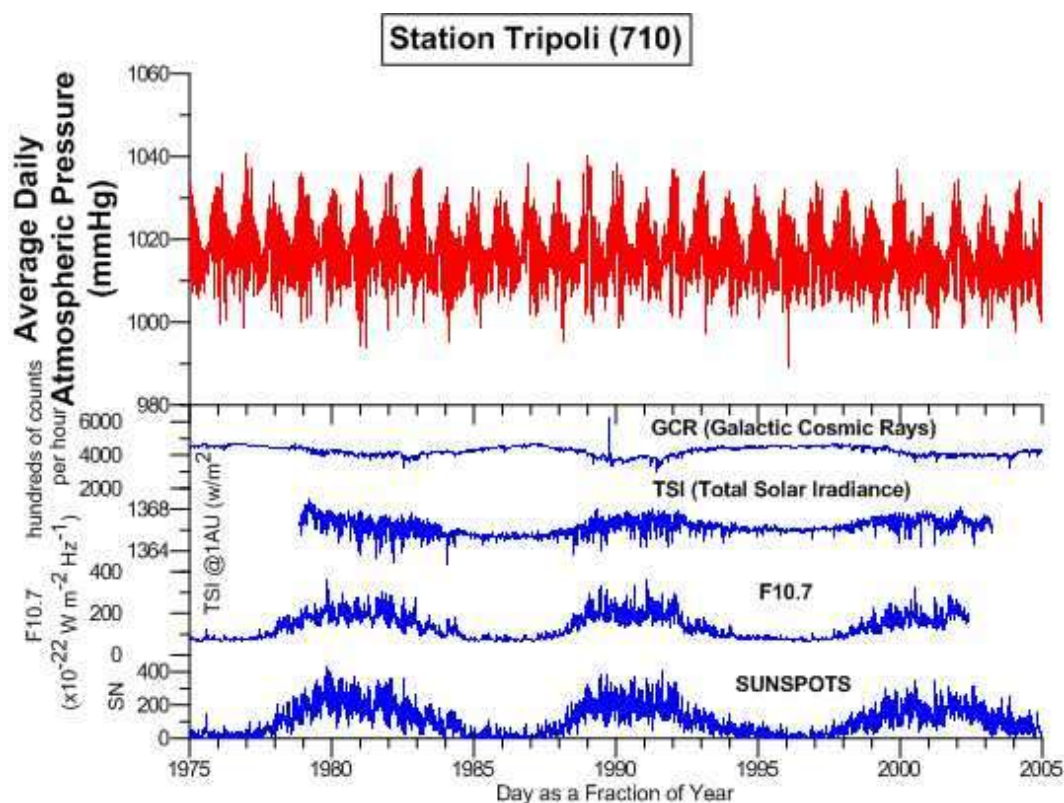 Station Tripoli (710)
Average Daily
Atmospheric Pressure
(mmHg)
1060
1040
1020
1000
980
hundreds of counts
per hour
6000
4000
2000
GCR (Galactic Cosmic Rays)
TSI @1AU (w/m²)
1368
1364
TSI (Total Solar Irradiance)
F10.7
(x10⁻²² W m⁻² Hz⁻¹)
400
200
0
F10.7
SN
400
200
0
SUNSPOTS
1975 1980 1985 1990 1995 2000 2005
Day as a Fraction of Year